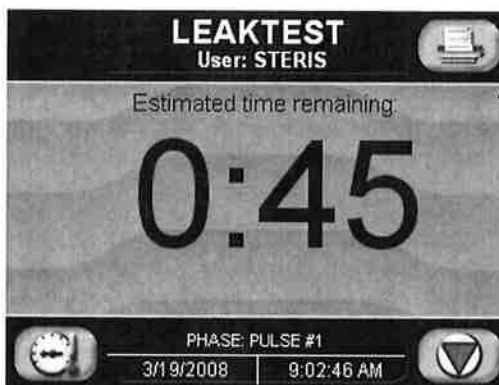 LEAKTEST
User: STERIS
Estimated time remaining:
0:45
PHASE: PULSE #1
3/19/2008
9:02:46 AM